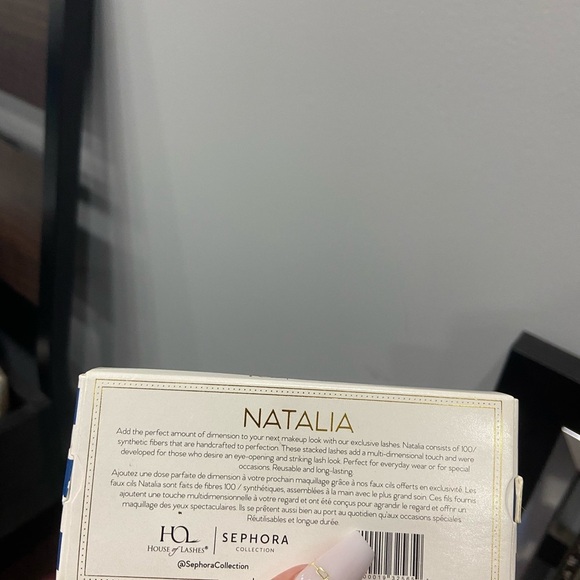 NATALIA
Add the perfect amount of dimension to your next makeup look with our exclusive lashes. Natalia consists of 100%
synthetic fibers that are handcrafted to perfection. These stacked lashes add a multi-dimensional touch and were
developed for those who desire an eye-opening and striking lash look. Perfect for everyday wear or for special
occasions. Reusable and long-lasting.
Ajoutez une dose parfaite de dimension à votre prochain maquillage grâce à nos faux cils offerts en exclusivité. Les
faux cils Natalia sont faits de fibres 100 % synthétiques, assemblées à la main avec le plus grand soin. Ces cils fournis
ajoutent une touche multidimensionnelle à votre regard et ont été conçus pour agrandir le regard et offrir un
maquillage des yeux spectaculaires. Ils se prêtent aussi bien au port au quotidien qu'aux occasions spéciales.
Réutilisables et longue durée.
HOL SEPHORA
HOUSE of LASHES® COLLECTION
@SephoraCollection